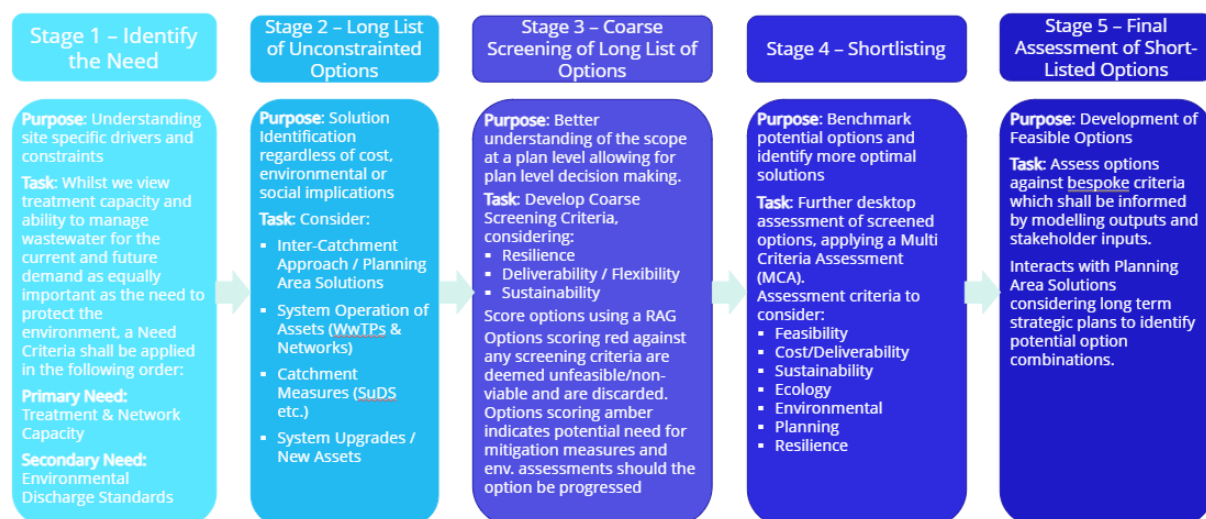 Stage 1 – Identify
the Need
Stage 2 – Long List
of Unconstrainted
Options
Stage 3 – Coarse
Screening of Long List of
Options
Stage 4 – Shortlisting
Stage 5 – Final
Assessment of Short-
Listed Options
Purpose: Understanding
site specific drivers and
constraints
Task: Whilst we view
treatment capacity and
ability to manage
wastewater for the
current and future
demand as equally
important as the need to
protect the
environment, a Need
Criteria shall be applied
in the following order:
Primary Need:
Treatment & Network
Capacity
Secondary Need:
Environmental
Discharge Standards
Purpose: Solution
Identification
regardless of cost,
environmental or
social implications
Task: Consider:
▪ Inter-Catchment
Approach / Planning
Area Solutions
▪ System Operation of
Assets (WwTPs &
Networks)
▪ Catchment
Measures (SuDS
etc.)
▪ System Upgrades /
New Assets
Purpose: Better
understanding of the scope
at a plan level allowing for
plan level decision making.
Task: Develop Coarse
Screening Criteria,
considering:
▪ Resilience
▪ Deliverability / Flexibility
▪ Sustainability
Score options using a RAG
Options scoring red against
any screening criteria are
deemed unfeasible/non-
viable and are discarded.
Options scoring amber
indicates potential need for
mitigation measures and
env. assessments should the
option be progressed
Purpose: Benchmark
potential options and
identify more optimal
solutions
Task: Further desktop
assessment of screened
options, applying a Multi
Criteria Assessment
(MCA).
Assessment criteria to
consider:
▪ Feasibility
▪ Cost/Deliverability
▪ Sustainability
▪ Ecology
▪ Environmental
▪ Planning
▪ Resilience
Purpose: Development of
Feasible Options
Task: Assess options
against bespoke criteria
which shall be informed
by modelling outputs and
stakeholder inputs.
Interacts with Planning
Area Solutions
considering long term
strategic plans to identify
potential option
combinations.